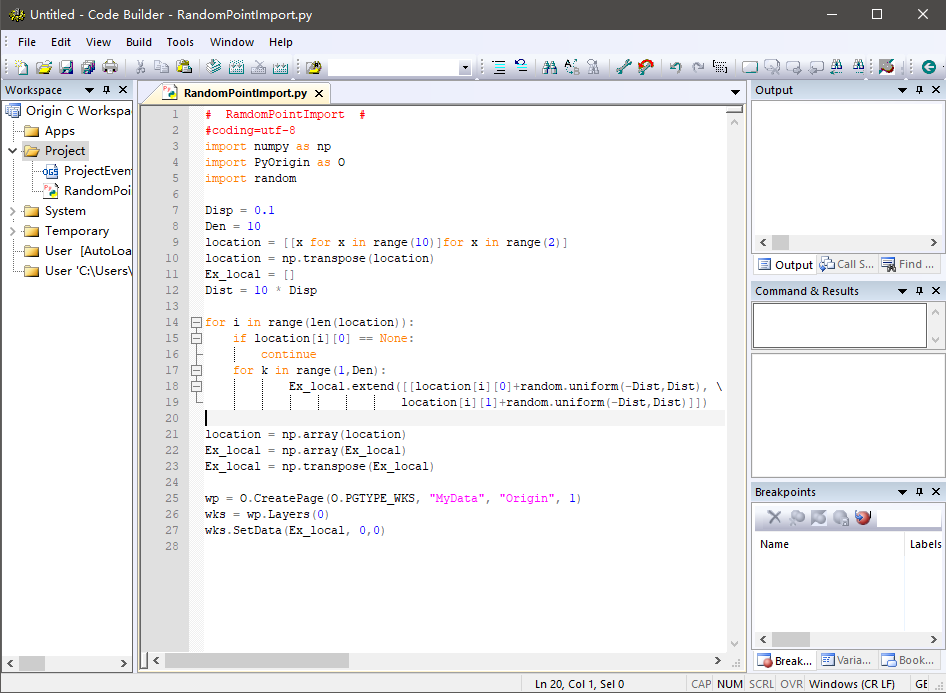 Untitled - Code Builder - RandomPointImport.py
File Edit View Build Tools Window Help
Workspace
Origin C Workspa
Apps
Project
ProjectEven
RandomPoi
System
Temporary
User [AutoLoa
User 'C:\Users\
RandomPointImport.py
1 # RamdomPointImport #
2 #coding=utf-8
3 import numpy as np
4 import PyOrigin as O
5 import random
6
7 Disp = 0.1
8 Den = 10
9 location = [[x for x in range(10)]for x in range(2)]
10 location = np.transpose(location)
11 Ex_local = []
12 Dist = 10 * Disp
13
14 for i in range(len(location)):
15 if location[i][0] == None:
16 continue
17 for k in range(1,Den):
18 Ex_local.extend([[location[i][0]+random.uniform(-Dist,Dist), \
19 location[i][1]+random.uniform(-Dist,Dist)]])
20
21 location = np.array(location)
22 Ex_local = np.array(Ex_local)
23 Ex_local = np.transpose(Ex_local)
24
25 wp = O.CreatePage(O.PGTYPE_WKS, "MyData", "Origin", 1)
26 wks = wp.Layers(0)
27 wks.SetData(Ex_local, 0,0)
28
Output
Output Call S... Find ...
Command & Results
Breakpoints
Name Labels
Break... Varia... Book...
Ln 20, Col 1, Sel 0 CAP NUM SCRL OVR Windows (CR LF) GE